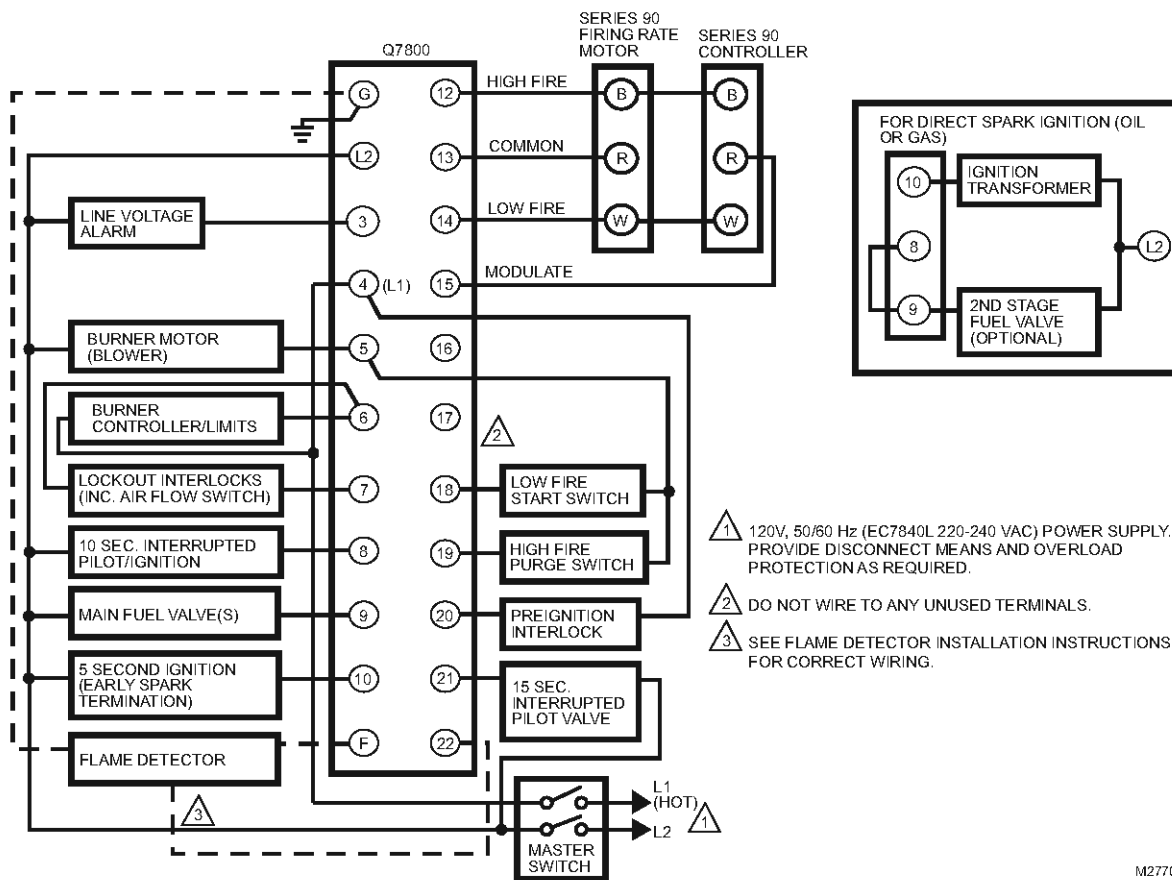 SERIES 90
FIRING RATE
MOTOR
SERIES 90
CONTROLLER
Q7800
G
12
HIGH FIRE
B
B
L2
13
COMMON
R
R
LINE VOLTAGE
ALARM
3
14
LOW FIRE
W
W
4
(L1)
15
MODULATE
BURNER MOTOR
(BLOWER)
5
16
BURNER
CONTROLLER/LIMITS
6
17
2
LOCKOUT INTERLOCKS
(INC. AIR FLOW SWITCH)
7
18
LOW FIRE
START SWITCH
10 SEC. INTERRUPTED
PILOT/IGNITION
8
19
HIGH FIRE
PURGE SWITCH
MAIN FUEL VALVE(S)
9
20
PREIGNITION
INTERLOCK
5 SECOND IGNITION
(EARLY SPARK
TERMINATION)
10
21
15 SEC.
INTERRUPTED
PILOT VALVE
FLAME DETECTOR
F
22
3
L1
(HOT)
L2
1
MASTER
SWITCH
FOR DIRECT SPARK IGNITION (OIL
OR GAS)
10
IGNITION
TRANSFORMER
8
L2
9
2ND STAGE
FUEL VALVE
(OPTIONAL)
1 120V, 50/60 Hz (EC7840L 220-240 VAC) POWER SUPPLY.
PROVIDE DISCONNECT MEANS AND OVERLOAD
PROTECTION AS REQUIRED.
2 DO NOT WIRE TO ANY UNUSED TERMINALS.
3 SEE FLAME DETECTOR INSTALLATION INSTRUCTIONS
FOR CORRECT WIRING.